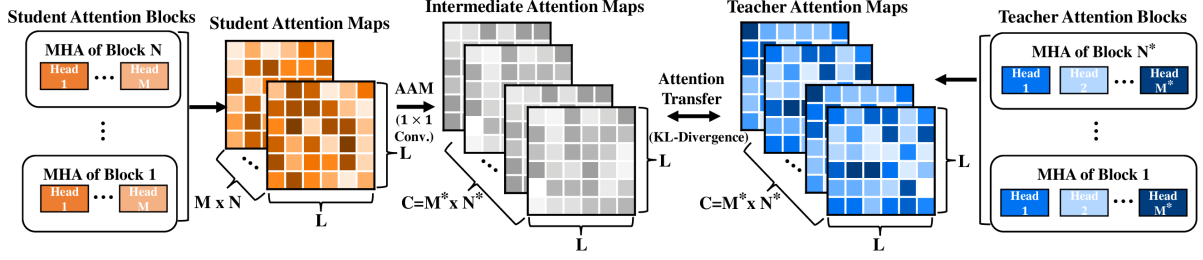 Student Attention Blocks
MHA of Block N
Head 1 ••• Head M
⋮
MHA of Block 1
Head 1 ••• Head M
Student Attention Maps
M x N
L
L
AAM
(1 × 1
Conv.)
Intermediate Attention Maps
C=M* x N*
L
L
Attention
Transfer
(KL-Divergence)
Teacher Attention Maps
C=M* x N*
L
L
Teacher Attention Blocks
MHA of Block N*
Head 1 Head 2 ••• Head M*
⋮
MHA of Block 1
Head 1 Head 2 ••• Head M*